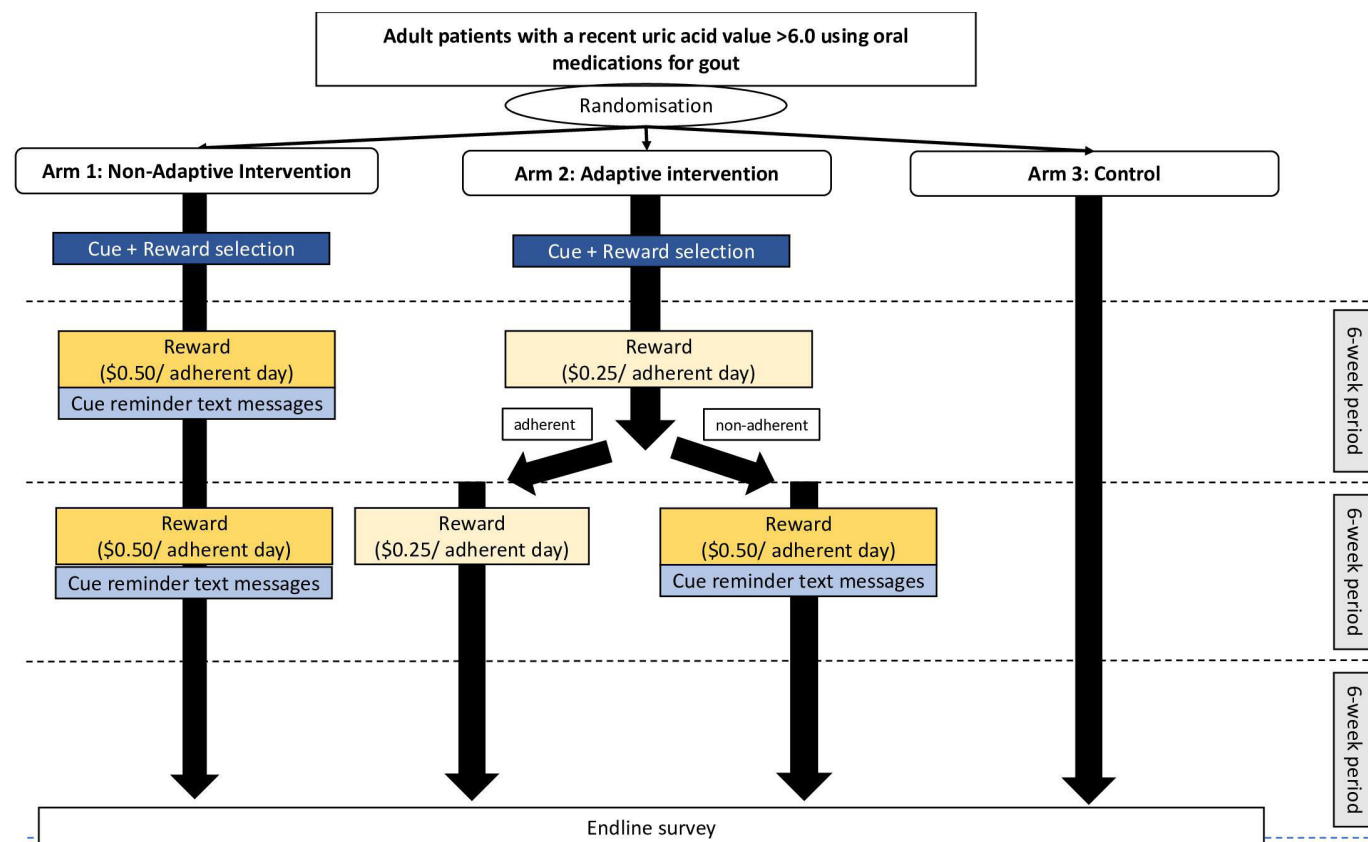 Adult patients with a recent uric acid value >6.0 using oral
medications for gout
Randomisation
Arm 1: Non-Adaptive Intervention
Arm 2: Adaptive intervention
Arm 3: Control
Cue + Reward selection
Cue + Reward selection
Reward
($0.50/ adherent day)
Cue reminder text messages
Reward
($0.25/ adherent day)
6-week period
adherent
non-adherent
Reward
($0.50/ adherent day)
Cue reminder text messages
Reward
($0.25/ adherent day)
Reward
($0.50/ adherent day)
Cue reminder text messages
6-week period
6-week period
Endline survey